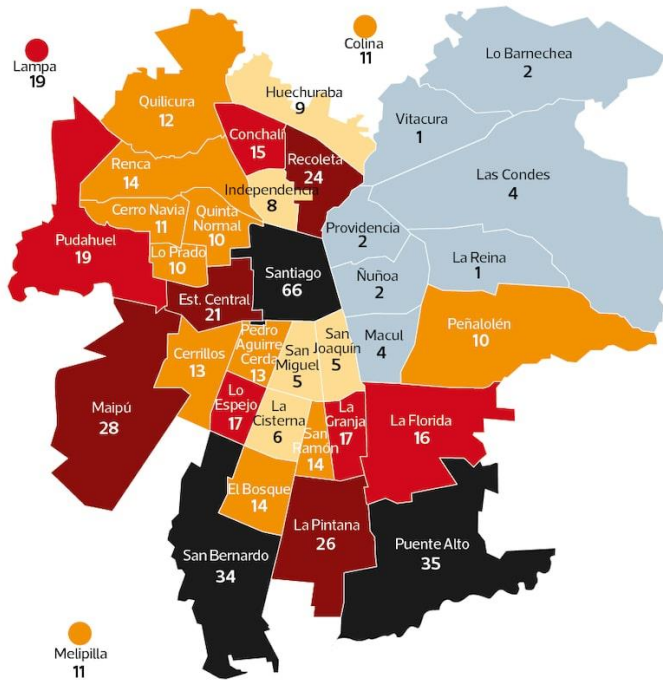 Lampa
19
Colina
11
Lo Barnechea
2
Quilicura
12
Huechuraba
9
Vitacura
1
Conchalí
15
Recoleta
24
Renca
14
Las Condes
4
Independencia
8
Cerro Navia
11
Quinta
Normal
10
Providencia
2
Pudahuel
19
Lo Prado
10
Santiago
66
La Reina
1
Ñuñoa
2
Est. Central
21
Peñalolén
10
Macul
4
Cerrillos
13
Pedro
Aguirre
Cerda
13
San
Miguel
5
San
Joaquín
5
Maipú
28
Lo
Espejo
17
La
Cisterna
6
San
Ramón
14
La
Granja
17
La Florida
16
El Bosque
14
La Pintana
26
San Bernardo
34
Puente Alto
35
Melipilla
11